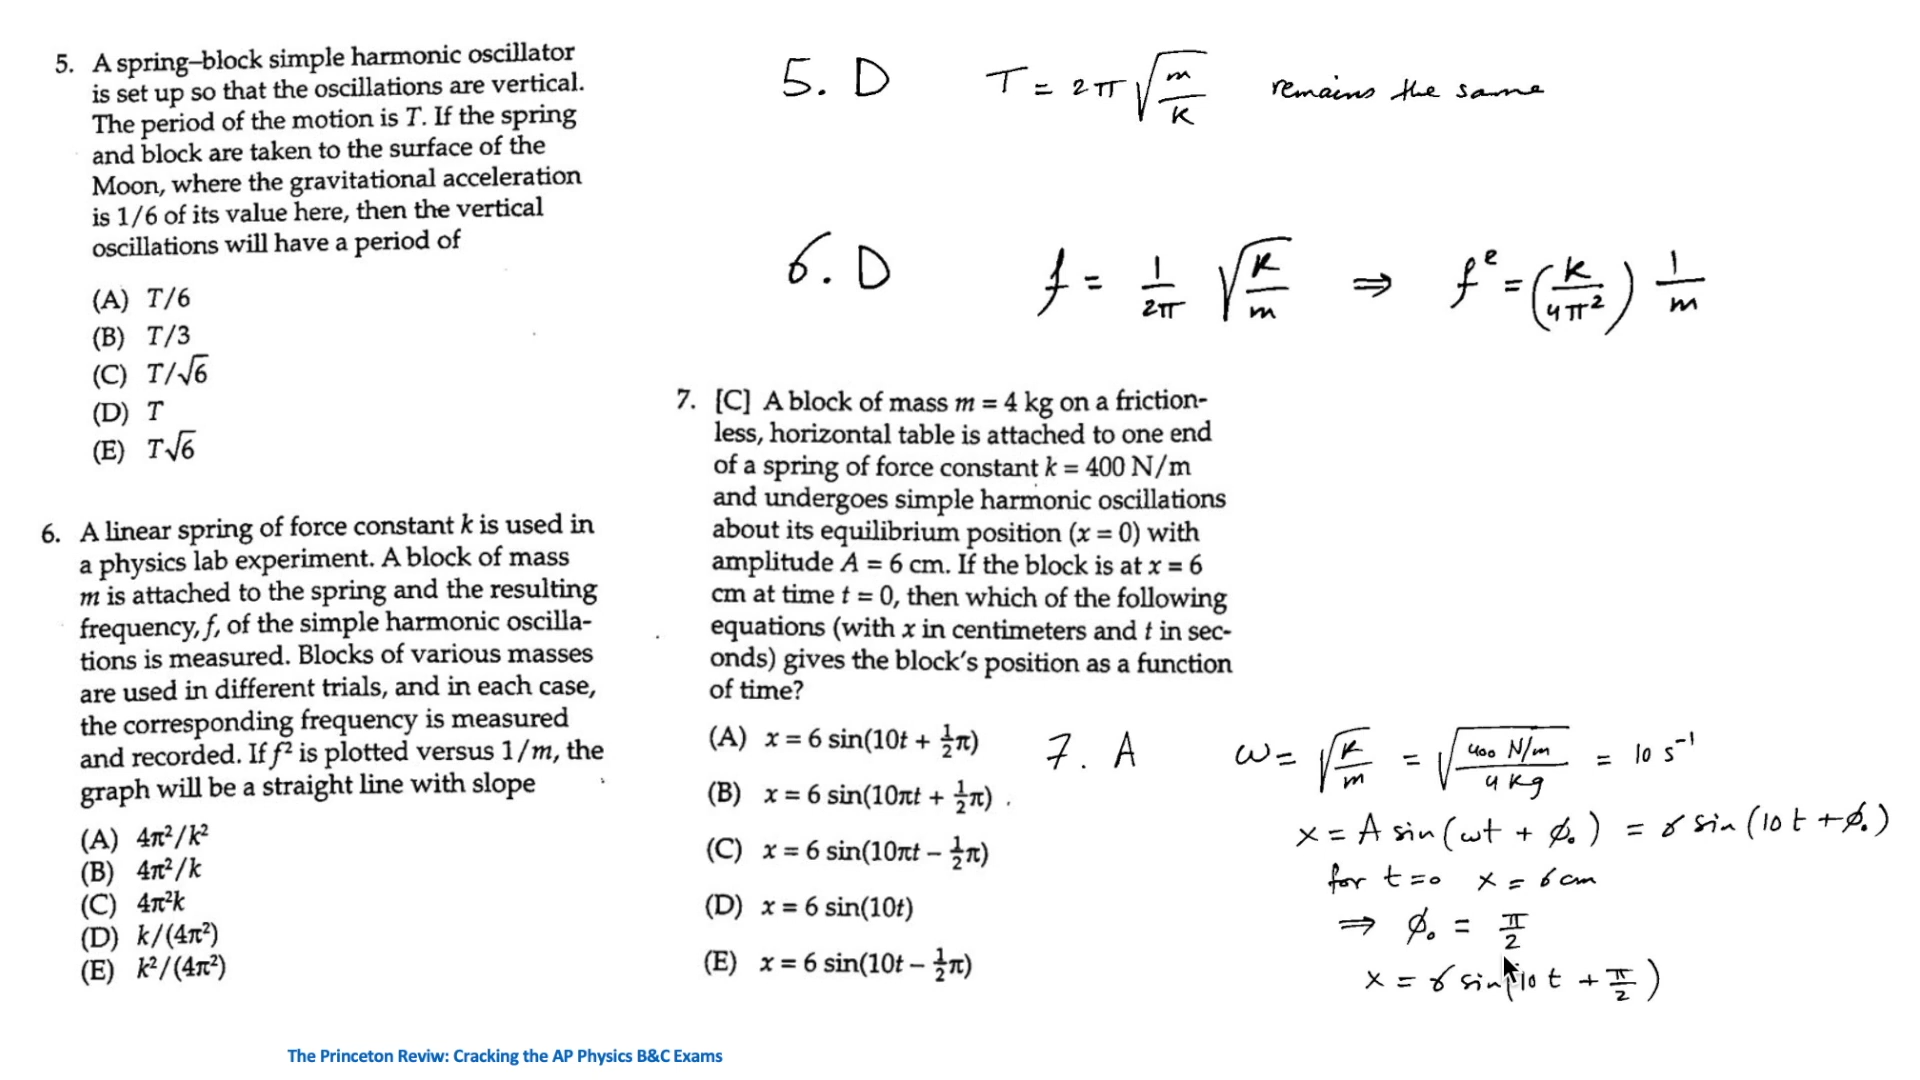 5. A spring–block simple harmonic oscillator
is set up so that the oscillations are vertical.
The period of the motion is T. If the spring
and block are taken to the surface of the
Moon, where the gravitational acceleration
is 1/6 of its value here, then the vertical
oscillations will have a period of
(A) T/6
(B) T/3
(C) T/√6
(D) T
(E) T√6
6. A linear spring of force constant k is used in
a physics lab experiment. A block of mass
m is attached to the spring and the resulting
frequency, f, of the simple harmonic oscilla-
tions is measured. Blocks of various masses
are used in different trials, and in each case,
the corresponding frequency is measured
and recorded. If f² is plotted versus 1/m, the
graph will be a straight line with slope
(A) 4π²/k²
(B) 4π²/k
(C) 4π²k
(D) k/(4π²)
(E) k²/(4π²)
5. D T = 2π√(m/k) remains the same
6. D f = 1/2π √(k/m) ⇒ f² = (k/4π²) 1/m
7. [C] A block of mass m = 4 kg on a friction-
less, horizontal table is attached to one end
of a spring of force constant k = 400 N/m
and undergoes simple harmonic oscillations
about its equilibrium position (x = 0) with
amplitude A = 6 cm. If the block is at x = 6
cm at time t = 0, then which of the following
equations (with x in centimeters and t in sec-
onds) gives the block's position as a function
of time?
(A) x = 6 sin(10t + ½π)
(B) x = 6 sin(10πt + ½π)
(C) x = 6 sin(10πt – ½π)
(D) x = 6 sin(10t)
(E) x = 6 sin(10t – ½π)
7. A ω = √(k/m) = √(400 N/m / 4 kg) = 10 s⁻¹
x = A sin(ωt + φ₀) = 6 sin(10t + φ₀)
for t=0 x = 6 cm
⇒ φ₀ = π/2
x = 6 sin(10t + π/2)
The Princeton Reviw: Cracking the AP Physics B&C Exams